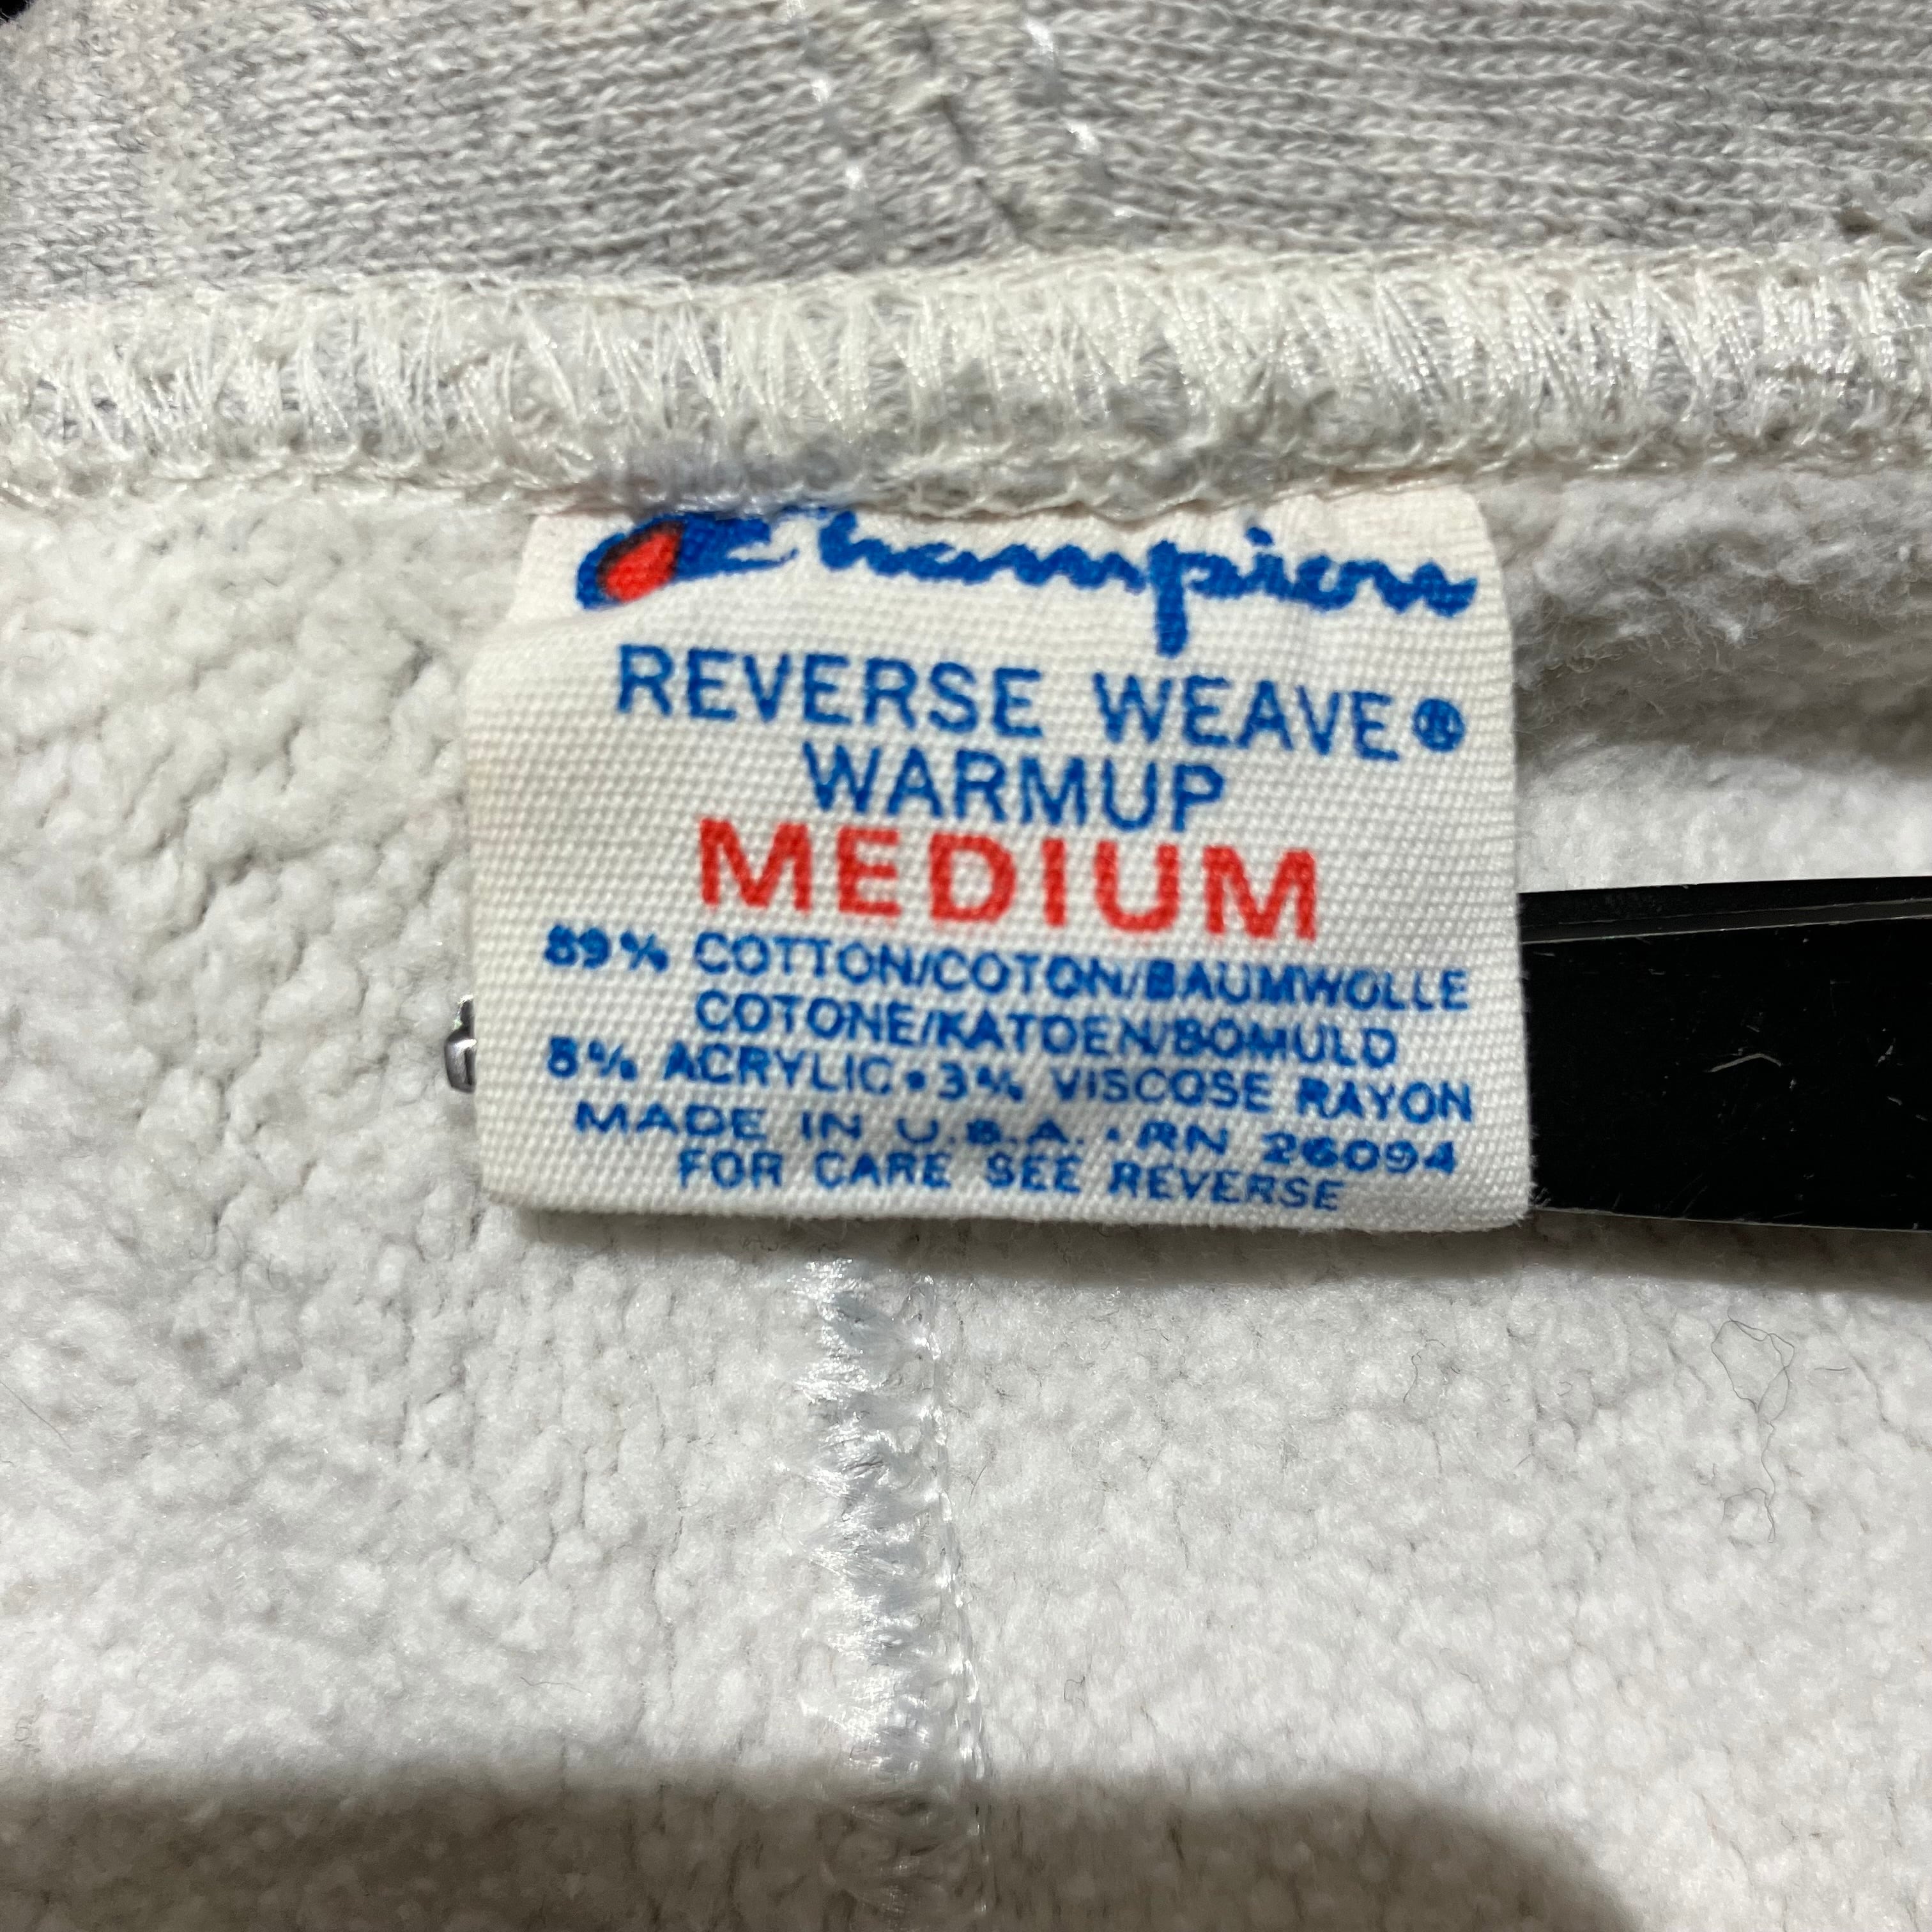 Champion
REVERSE WEAVE®
WARMUP
MEDIUM
89% COTTON/COTON/BAUMWOLLE
COTONE/KATOEN/BOMULD
8% ACRYLIC • 3% VISCOSE RAYON
MADE IN U.S.A. • RN 26094
FOR CARE SEE REVERSE